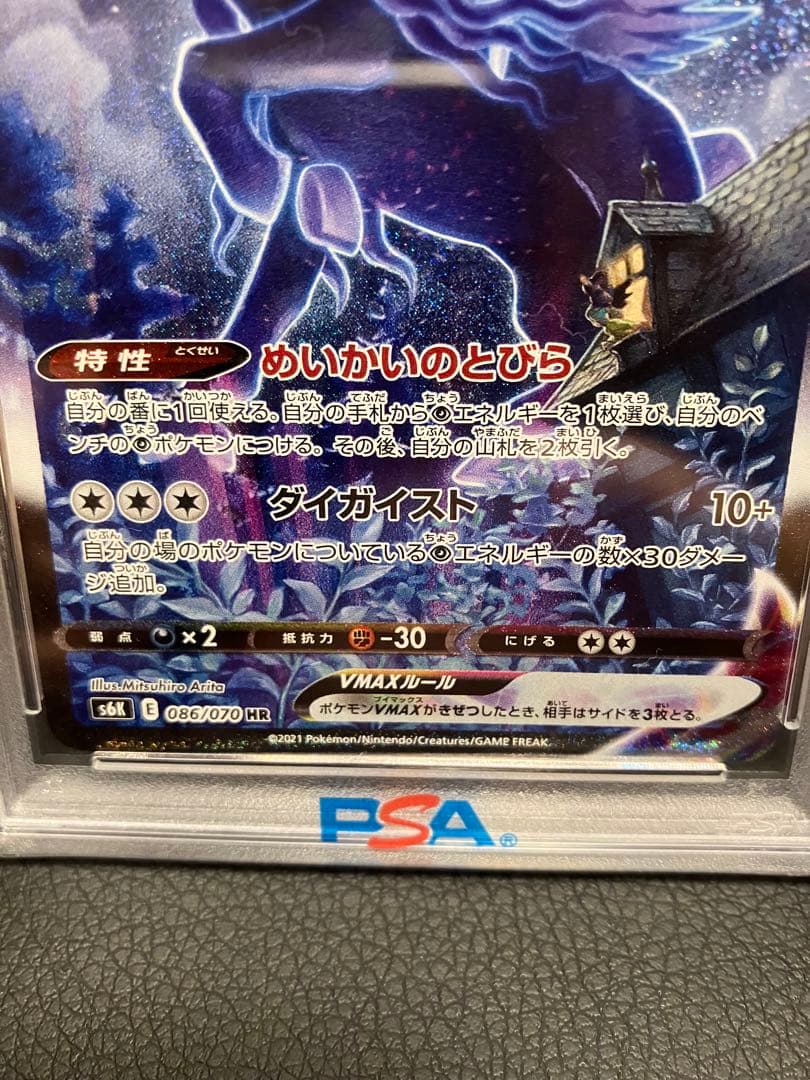 特性 とくせい めいかいのとびら
自分の番に1回使える。自分の手札から超エネルギーを1枚選び、自分のベ
ンチの超ポケモンにつける。その後、自分の山札を2枚引く。
ダイガイスト 10+
自分の場のポケモンについている超エネルギーの数×30ダメー
ジ追加。
弱点 ×2 抵抗力 -30 にげる
Illus.Mitsuhiro Arita
VMAXルール
s6K E 086/070 HR
ポケモンVMAXがきぜつしたとき、相手はサイドを3枚とる。
©2021 Pokémon/Nintendo/Creatures/GAME FREAK.
PSA®